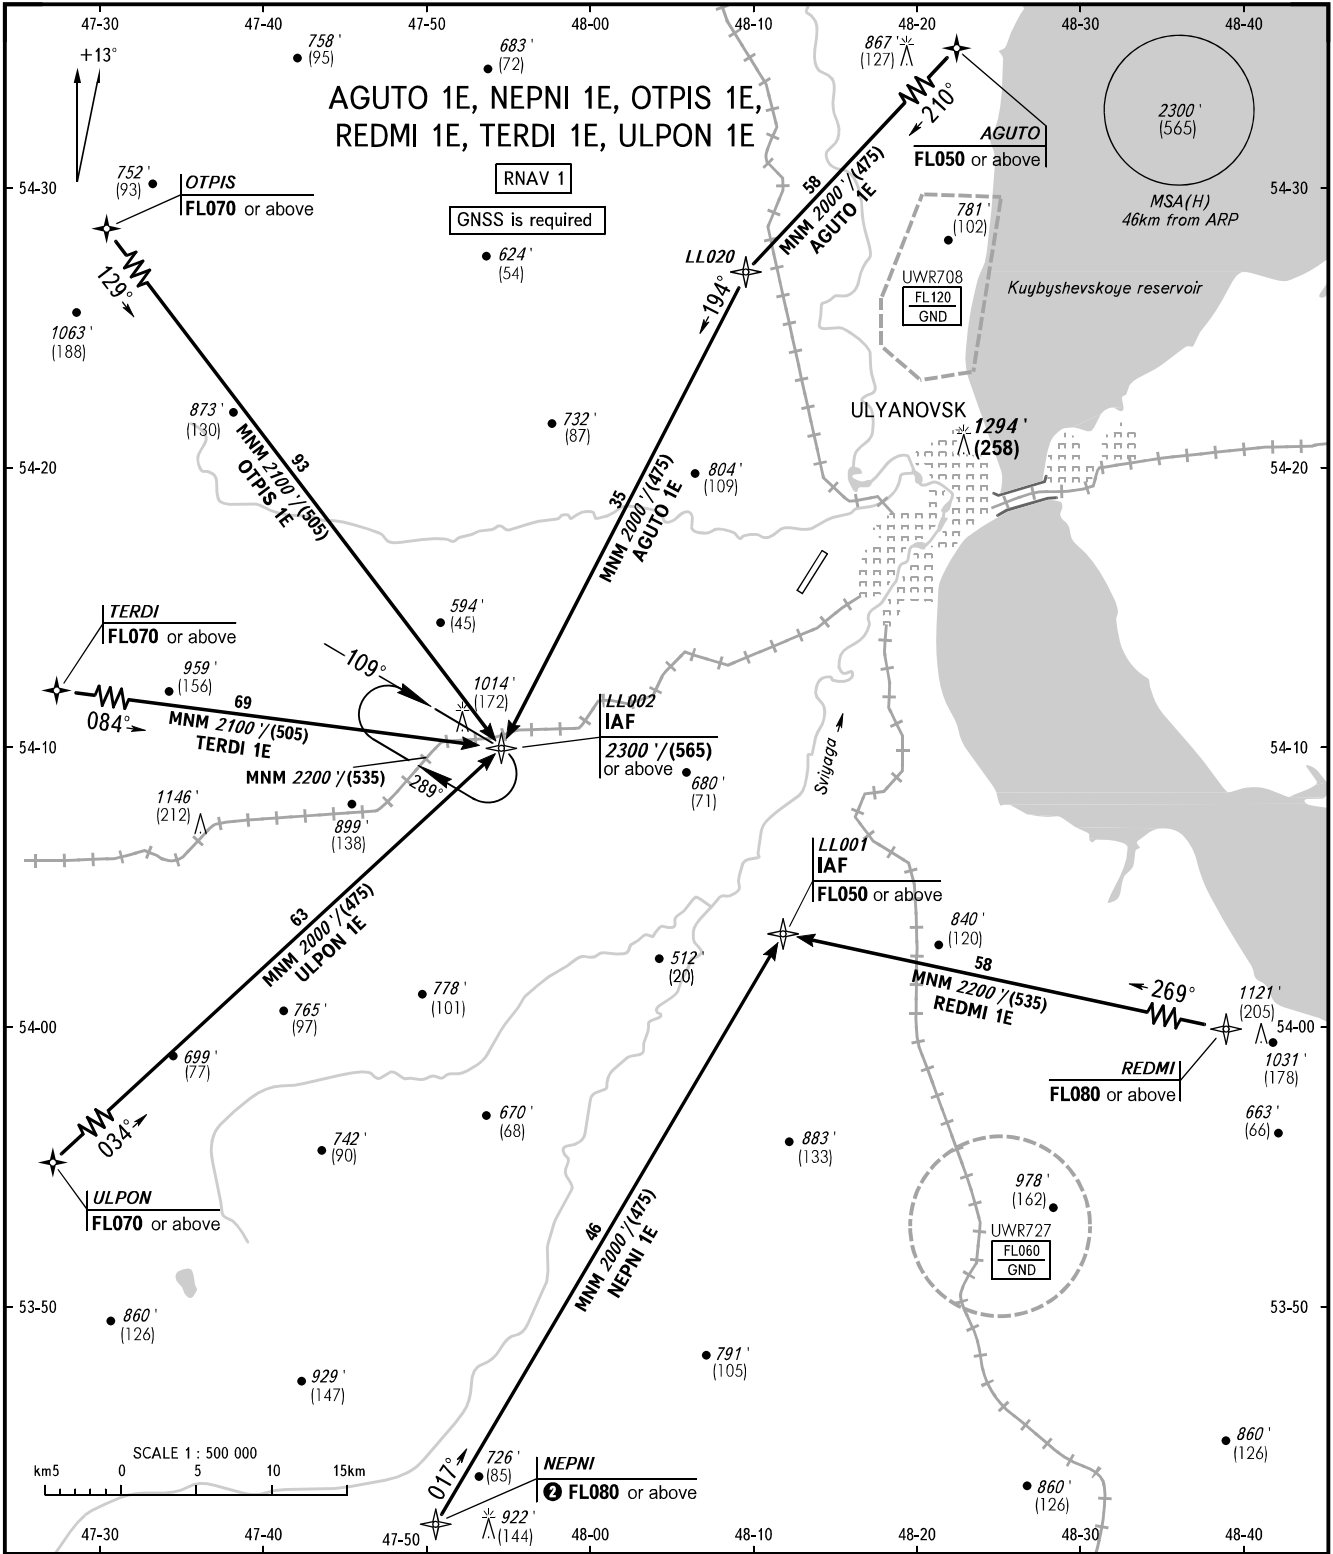 47-30
47-40
47-50
48-00
48-10
48-20
48-30
48-40
+13°
758'
(95)
683'
(72)
867'
(127)
AGUTO 1E, NEPNI 1E, OTPIS 1E,
REDMI 1E, TERDI 1E, ULPON 1E
RNAV 1
GNSS is required
210°
AGUTO
FL050 or above
2300'
(565)
MSA(H)
46km from ARP
54-30
54-30
752'
(93)
OTPIS
FL070 or above
58
MNM 2000'/(475)
AGUTO 1E
781'
(102)
624'
(54)
LL020
UWR708
FL120
GND
Kuybyshevskoye reservoir
129°
194°
1063'
(188)
873'
(130)
732'
(87)
ULYANOVSK
1294'
(258)
93
MNM 2100'/(505)
OTPIS 1E
804'
(109)
54-20
54-20
35
MNM 2000'/(475)
AGUTO 1E
TERDI
FL070 or above
594'
(45)
109°
959'
(156)
1014'
(172)
LL002
IAF
2300'/(565)
or above
084°
69
MNM 2100'/(505)
TERDI 1E
54-10
54-10
MNM 2200'/(535)
289°
680'
(71)
Sviyaga
1146'
(212)
899'
(138)
LL001
IAF
FL050 or above
63
MNM 2000'/(475)
ULPON 1E
840'
(120)
512'
(20)
58
MNM 2200'/(535)
REDMI 1E
269°
1121'
(205)
778'
(101)
765'
(97)
54-00
54-00
1031'
(178)
699'
(77)
REDMI
FL080 or above
034°
670'
(68)
663'
(66)
742'
(90)
883'
(133)
ULPON
FL070 or above
978'
(162)
UWR727
FL060
GND
46
MNM 2000'/(475)
NEPNI 1E
53-50
53-50
860'
(126)
791'
(105)
929'
(147)
860'
(126)
SCALE 1 : 500 000
km5
0
5
10
15km
017°
726'
(85)
NEPNI
2 FL080 or above
860'
(126)
922'
(144)
47-30
47-40
47-50
48-00
48-10
48-20
48-30
48-40